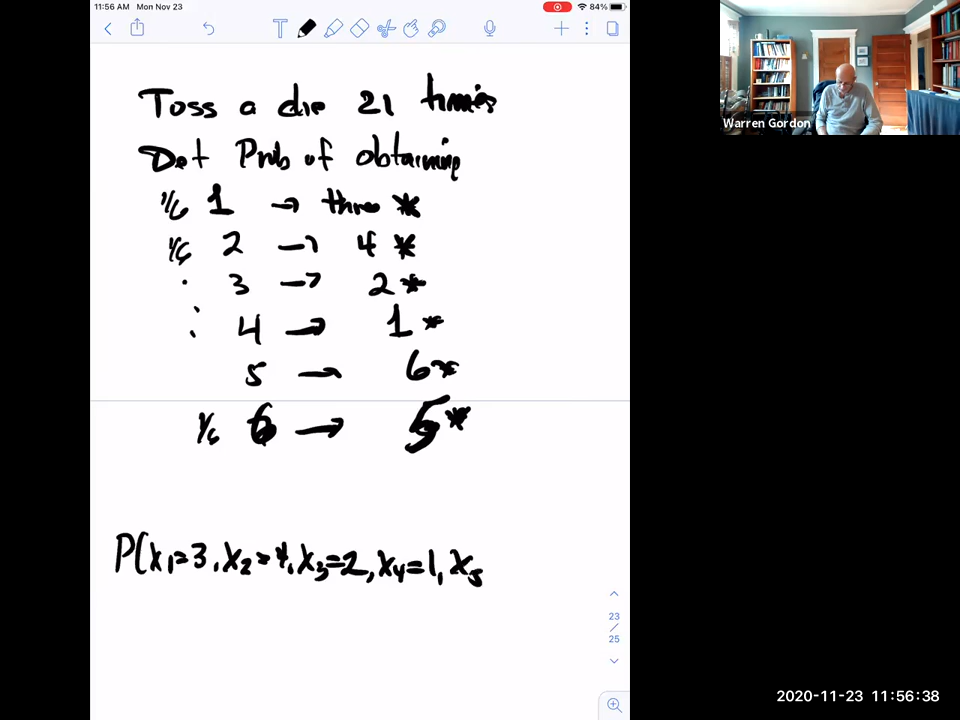 11:56 AM Mon Nov 23
84%
Toss a die 21 times
Det Prob of obtaining
1/6 1 → three *
1/6 2 → 4 *
. 3 → 2 *
: 4 → 1 *
5 → 6 *
1/6 6 → 5 *
P(x1=3, x2=4, x3=2, x4=1, x5
23
/
25
Warren Gordon
2020-11-23 11:56:38